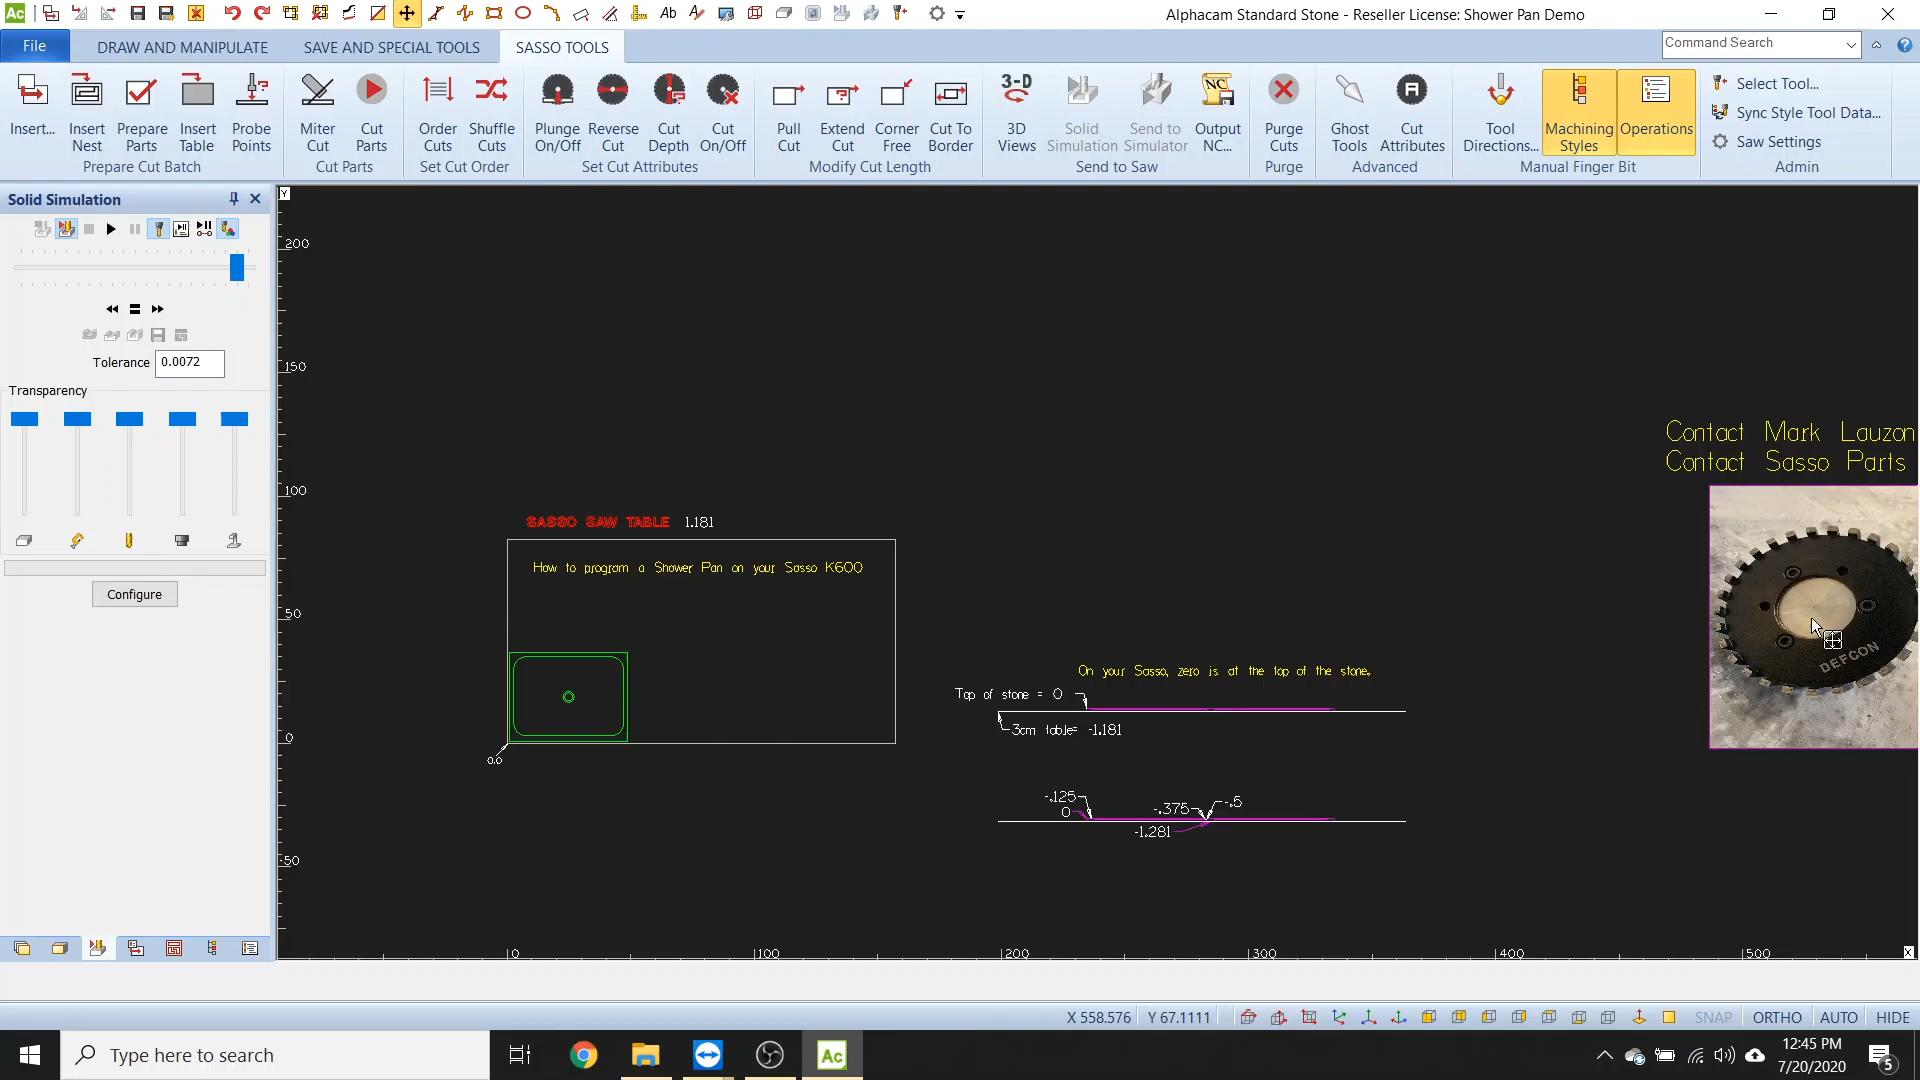 Alphacam Standard Stone - Reseller License: Shower Pan Demo
File
DRAW AND MANIPULATE
SAVE AND SPECIAL TOOLS
SASSO TOOLS
Command Search
Insert...
Insert Nest
Prepare Parts
Insert Table
Probe Points
Prepare Cut Batch
Miter Cut
Cut Parts
Cut Parts
Order Cuts
Shuffle Cuts
Set Cut Order
Plunge On/Off
Reverse Cut
Cut Depth
Cut On/Off
Set Cut Attributes
Pull Cut
Extend Cut
Corner Free
Cut To Border
Modify Cut Length
3-D
3D Views
Solid Simulation
Send to Simulator
NC
Output NC...
Send to Saw
Purge Cuts
Purge
Ghost Tools
Cut Attributes
Advanced
Tool Directions...
Machining Styles
Operations
Manual Finger Bit
Select Tool...
Sync Style Tool Data...
Saw Settings
Admin
Solid Simulation
Tolerance 0.0072
Transparency
Configure
Y
200
150
100
50
0
-50
0
100
200
300
400
500
X
SASSO SAW TABLE 1.181
How to program a Shower Pan on your Sasso K600
0,0
On your Sasso, zero is at the top of the stone.
Top of stone = 0
3cm table= -1.181
-.125
0
-.375
-.5
-1.281
Contact Mark Lauzon
Contact Sasso Parts
DEFCON
X 558.576
Y 67.1111
SNAP
ORTHO
AUTO
HIDE
Type here to search
Ac
12:45 PM
7/20/2020
5